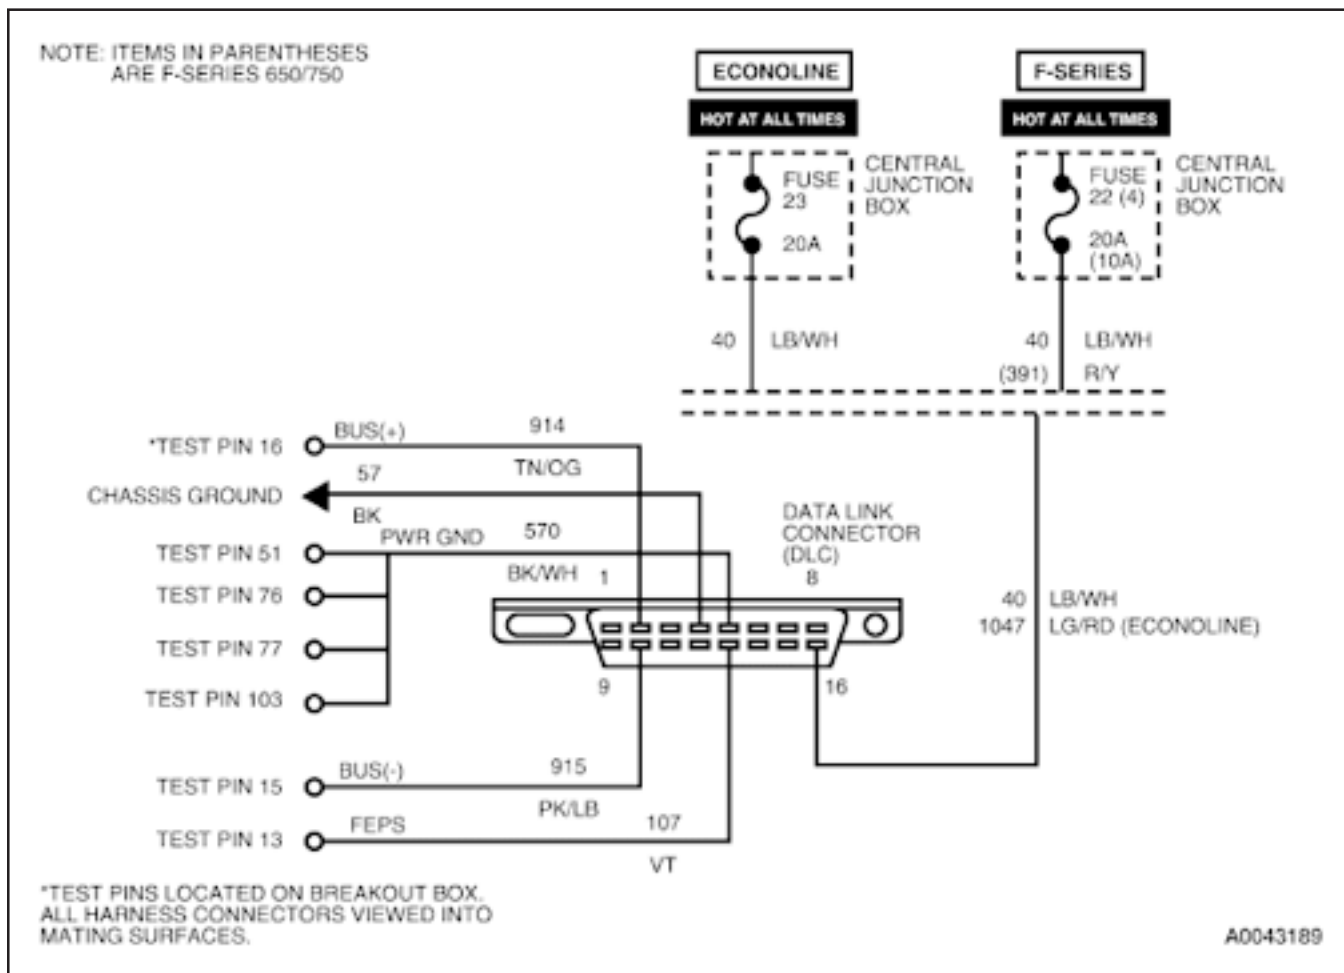 NOTE: ITEMS IN PARENTHESES
ARE F-SERIES 650/750
ECONOLINE
HOT AT ALL TIMES
FUSE
23
20A
CENTRAL
JUNCTION
BOX
F-SERIES
HOT AT ALL TIMES
FUSE
22 (4)
20A
(10A)
CENTRAL
JUNCTION
BOX
40 LB/WH
40 LB/WH
(391) R/Y
*TEST PIN 16 BUS(+) 914
TN/OG
CHASSIS GROUND 57
BK
TEST PIN 51 PWR GND 570
BK/WH
TEST PIN 76
TEST PIN 77
TEST PIN 103
DATA LINK
CONNECTOR
(DLC)
1 8
9 16
40 LB/WH
1047 LG/RD (ECONOLINE)
TEST PIN 15 BUS(-) 915
PK/LB
TEST PIN 13 FEPS 107
VT
*TEST PINS LOCATED ON BREAKOUT BOX.
ALL HARNESS CONNECTORS VIEWED INTO
MATING SURFACES.
A0043189